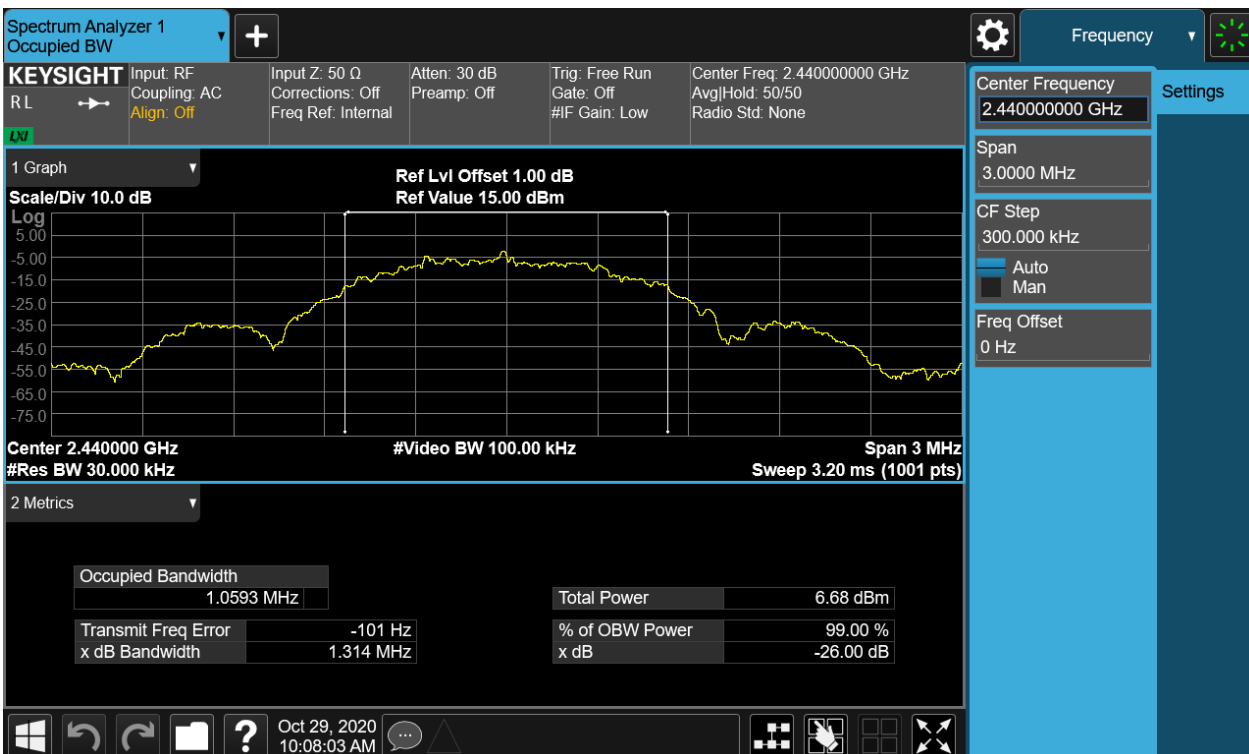 Spectrum Analyzer 1
Occupied BW
+
Frequency
KEYSIGHT
RL
LXI
Input: RF
Coupling: AC
Align: Off
Input Z: 50 Ω
Corrections: Off
Freq Ref: Internal
Atten: 30 dB
Preamp: Off
Trig: Free Run
Gate: Off
#IF Gain: Low
Center Freq: 2.440000000 GHz
Avg|Hold: 50/50
Radio Std: None
Center Frequency
2.440000000 GHz
Settings
Span
3.0000 MHz
CF Step
300.000 kHz
Auto
Man
Freq Offset
0 Hz
1 Graph
Scale/Div 10.0 dB
Ref Lvl Offset 1.00 dB
Ref Value 15.00 dBm
Log
5.00
-5.00
-15.0
-25.0
-35.0
-45.0
-55.0
-65.0
-75.0
Center 2.440000 GHz
#Video BW 100.00 kHz
Span 3 MHz
#Res BW 30.000 kHz
Sweep 3.20 ms (1001 pts)
2 Metrics
Occupied Bandwidth
1.0593 MHz
Total Power 6.68 dBm
Transmit Freq Error -101 Hz
% of OBW Power 99.00 %
x dB Bandwidth 1.314 MHz
x dB -26.00 dB
?
Oct 29, 2020
10:08:03 AM